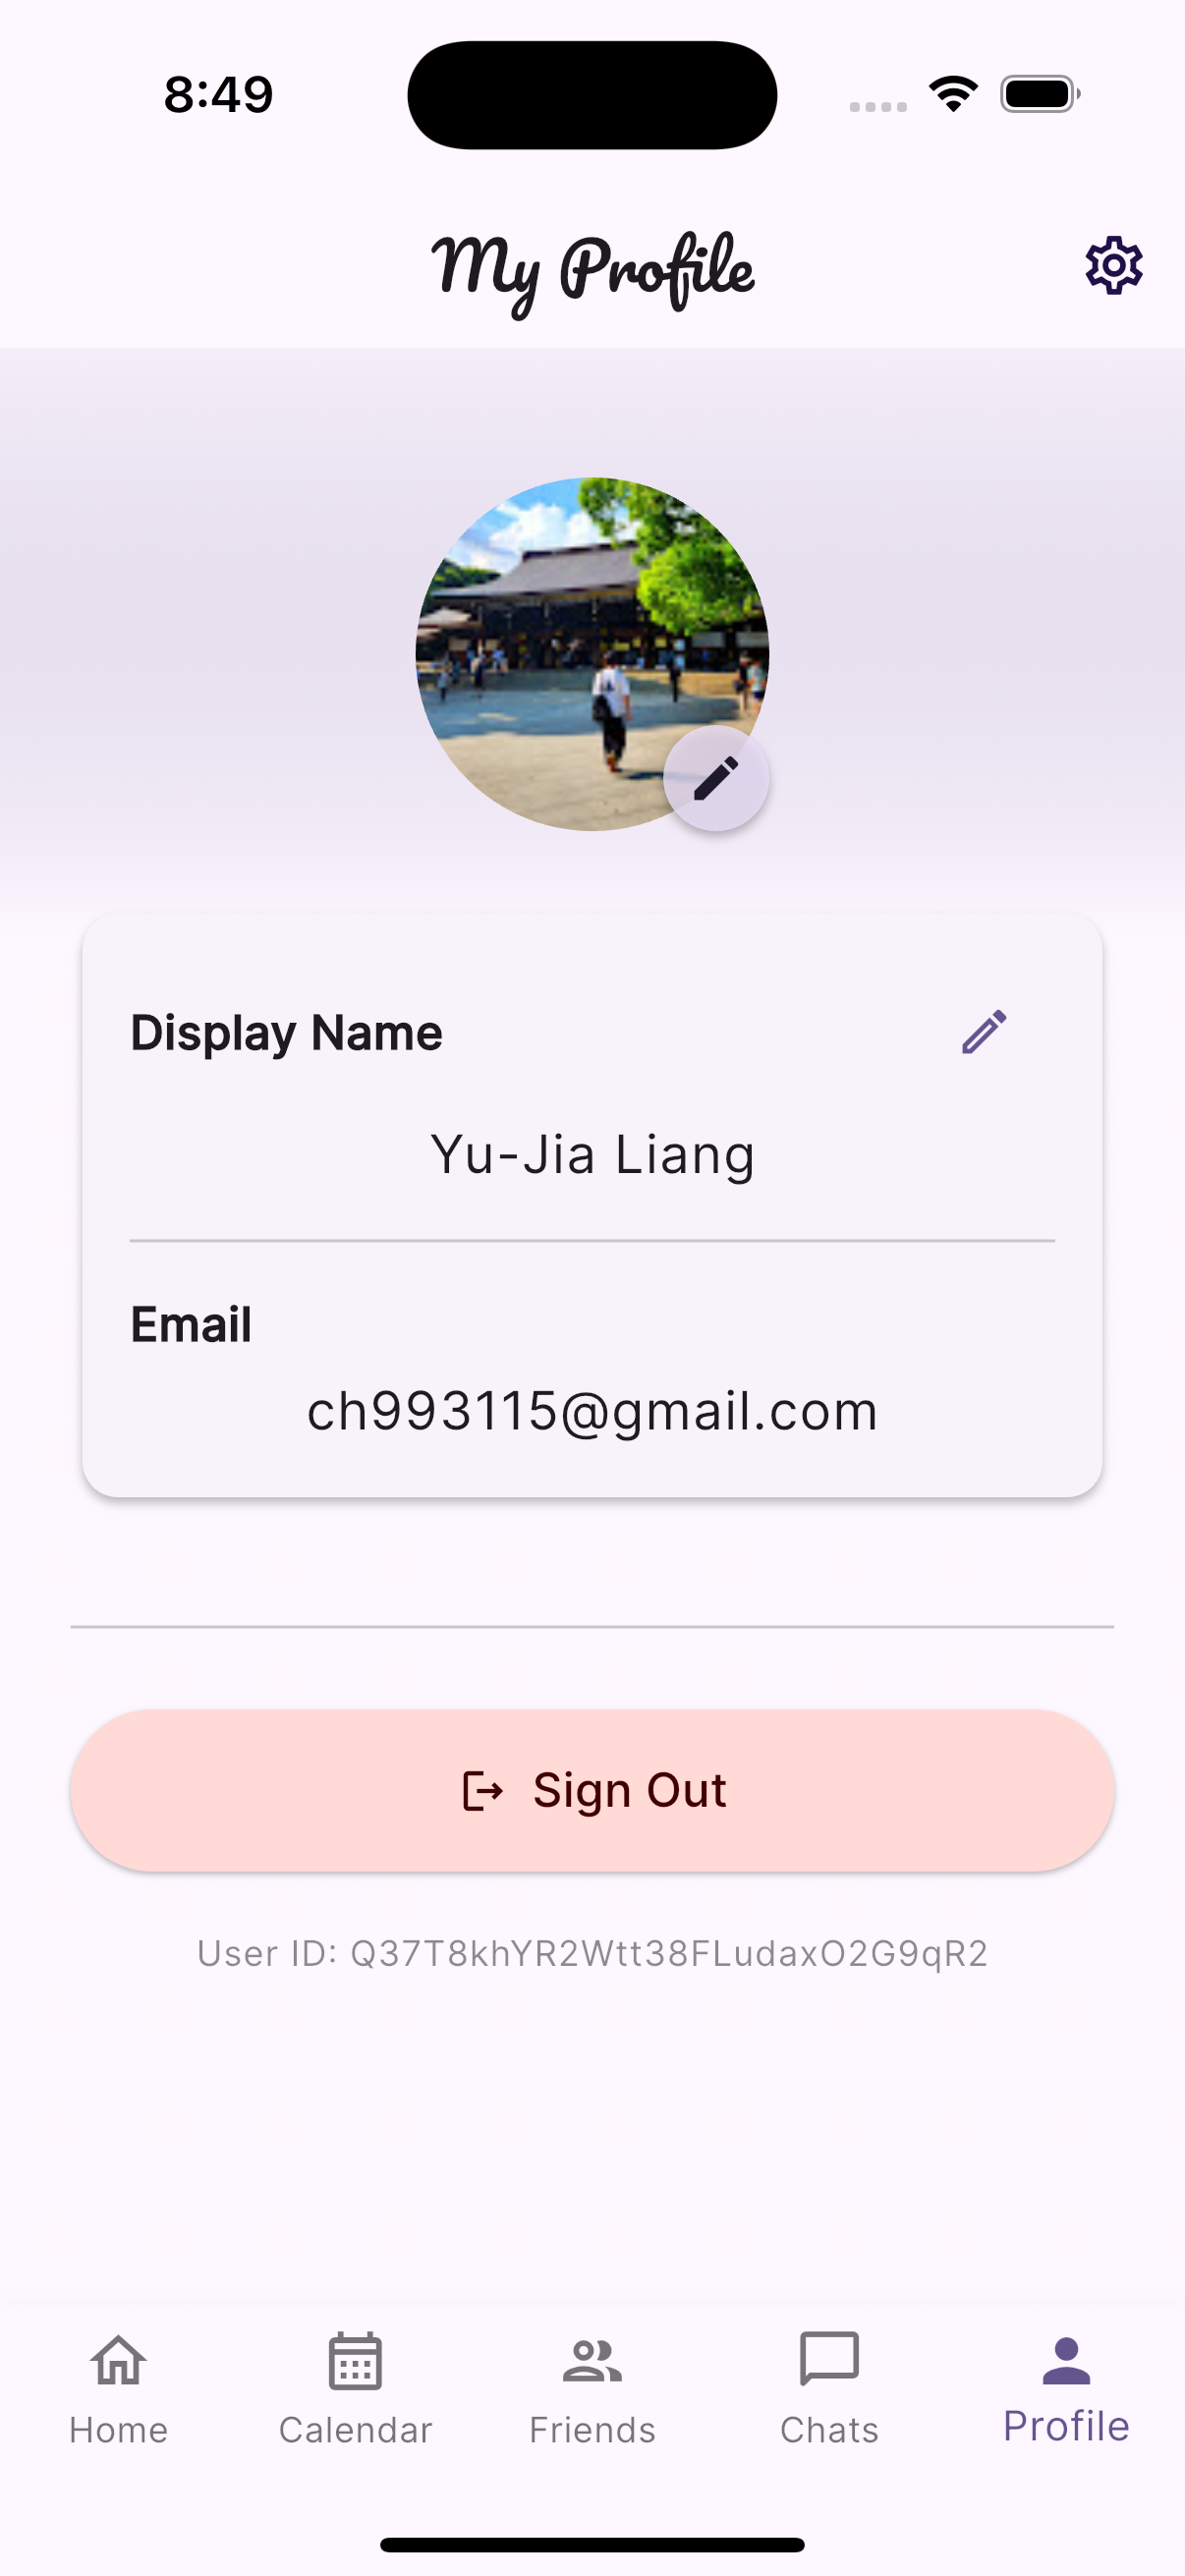 8:49
My Profile
Display Name
Yu-Jia Liang
Email
ch993115@gmail.com
Sign Out
User ID: Q37T8khYR2Wtt38FLudaxO2G9qR2
Home
Calendar
Friends
Chats
Profile